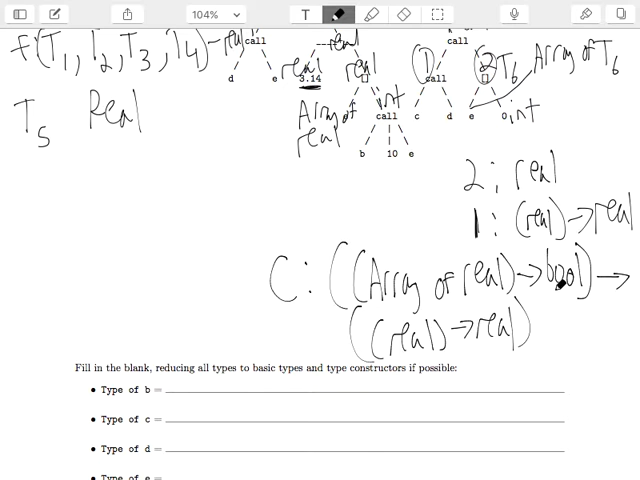 104%
T
f(T1, T2, T3, T4) → real
call
real
call
d e
real
3.14
real
[]
1
call
2
[]
T6
Array of T6
Array of real
call
int
c d e 0 int
b 10 e
T5 Real
2: real
1: (real) → real
C: ((Array of real) → bool) →
((real) → real)
Fill in the blank, reducing all types to basic types and type constructors if possible:
• Type of b =
• Type of c =
• Type of d =
• Type of e =